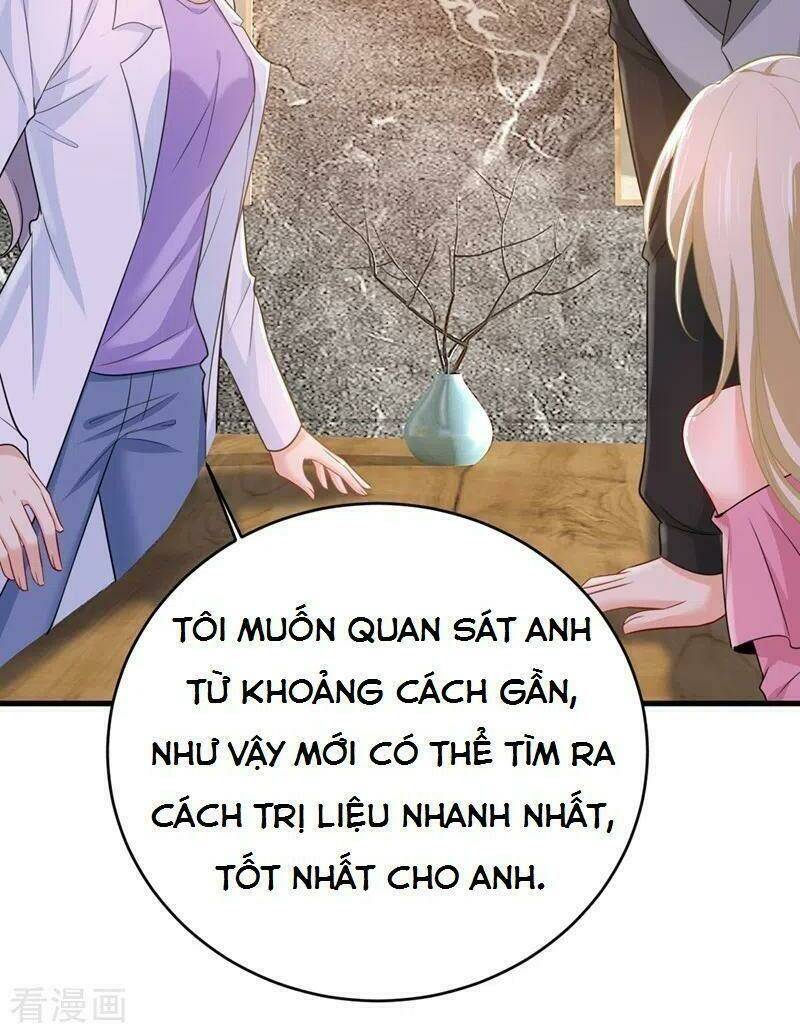 TÔI MUỐN QUAN SÁT ANH
TỪ KHOẢNG CÁCH GẦN,
NHƯ VẬY MỚI CÓ THỂ TÌM RA
CÁCH TRỊ LIỆU NHANH NHẤT,
TỐT NHẤT CHO ANH.
看漫画